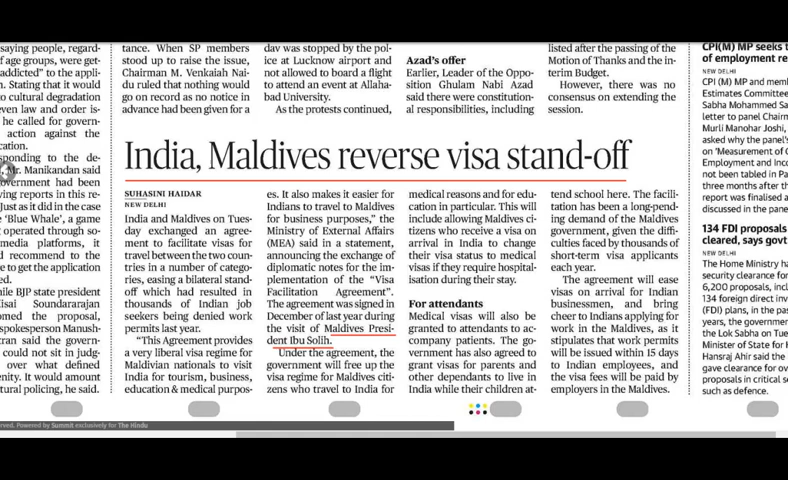 saying people, regard-
of age groups, were get-
addicted" to the appli-
n. Stating that it would
o cultural degradation
even law and order is-
he called for govern-
action against the
cation.
sponding to the de-
Mr. Manikandan said
government had been
ving reports in this re-
Just as it did in the case
e 'Blue Whale', a game
operated through so-
media platforms, it
d recommend to the
e to get the application
ed.
hile BJP state president
Tisai Soundararajan
omed the proposal,
spokesperson Manush-
tran said the govern-
could not sit in judg-
over what defined
enity. It would amount
tural policing, he said.
tance. When SP members
stood up to raise the issue,
Chairman M. Venkaiah Nai-
du ruled that nothing would
go on record as no notice in
advance had been given for a
dav was stopped by the pol-
ice at Lucknow airport and
not allowed to board a flight
to attend an event at Allaha-
bad University.
As the protests continued,
Azad's offer
Earlier, Leader of the Oppo-
sition Ghulam Nabi Azad
said there were constitution-
al responsibilities, including
listed after the passing of the
Motion of Thanks and the in-
terim Budget.
However, there was no
consensus on extending the
session.
India, Maldives reverse visa stand-off
SUHASINI HAIDAR
NEW DELHI
India and Maldives on Tues-
day exchanged an agree-
ment to facilitate visas for
travel between the two coun-
tries in a number of catego-
ries, easing a bilateral stand-
off which had resulted in
thousands of Indian job
seekers being denied work
permits last year.
"This Agreement provides
a very liberal visa regime for
Maldivian nationals to visit
India for tourism, business,
education & medical purpos-
es. It also makes it easier for
Indians to travel to Maldives
for business purposes," the
Ministry of External Affairs
(MEA) said in a statement,
announcing the exchange of
diplomatic notes for the im-
plementation of the "Visa
Facilitation Agreement".
The agreement was signed in
December of last year during
the visit of Maldives Presi-
dent Ibu Solih.
Under the agreement, the
government will free up the
visa regime for Maldives citi-
zens who travel to India for
medical reasons and for edu-
cation in particular. This will
include allowing Maldives ci-
tizens who receive a visa on
arrival in India to change
their visa status to medical
visas if they require hospital-
isation during their stay.
For attendants
Medical visas will also be
granted to attendants to ac-
company patients. The go-
vernment has also agreed to
grant visas for parents and
other dependants to live in
India while their children at-
tend school here. The facili-
tation has been a long-pend-
ing demand of the Maldives
government, given the diffi-
culties faced by thousands of
short-term visa applicants
each year.
The agreement will ease
visas on arrival for Indian
businessmen, and bring
cheer to Indians applying for
work in the Maldives, as it
stipulates that work permits
will be issued within 15 days
to Indian employees, and
the visa fees will be paid by
employers in the Maldives.
CPI(M) MP seeks t
of employment re
NEW DELHI
CPI (M) MP and memb
Estimates Committee
Sabha Mohammed Sa
letter to panel Chairm
Murli Manohar Joshi,
asked why the panel's
on 'Measurement of G
Employment and Inco
not been tabled in Pa
three months after th
report was finalised a
discussed in the pane
134 FDI proposals
cleared, says govt
NEW DELHI
The Home Ministry ha
security clearance for
6,200 proposals, incl
134 foreign direct inv
(FDI) plans, in the pas
years, the governmen
the Lok Sabha on Tue
Minister of State for H
Hansraj Ahir said the
gave clearance for ov
proposals in critical se
such as defence.
rved. Powered by Summit exclusively for The Hindu